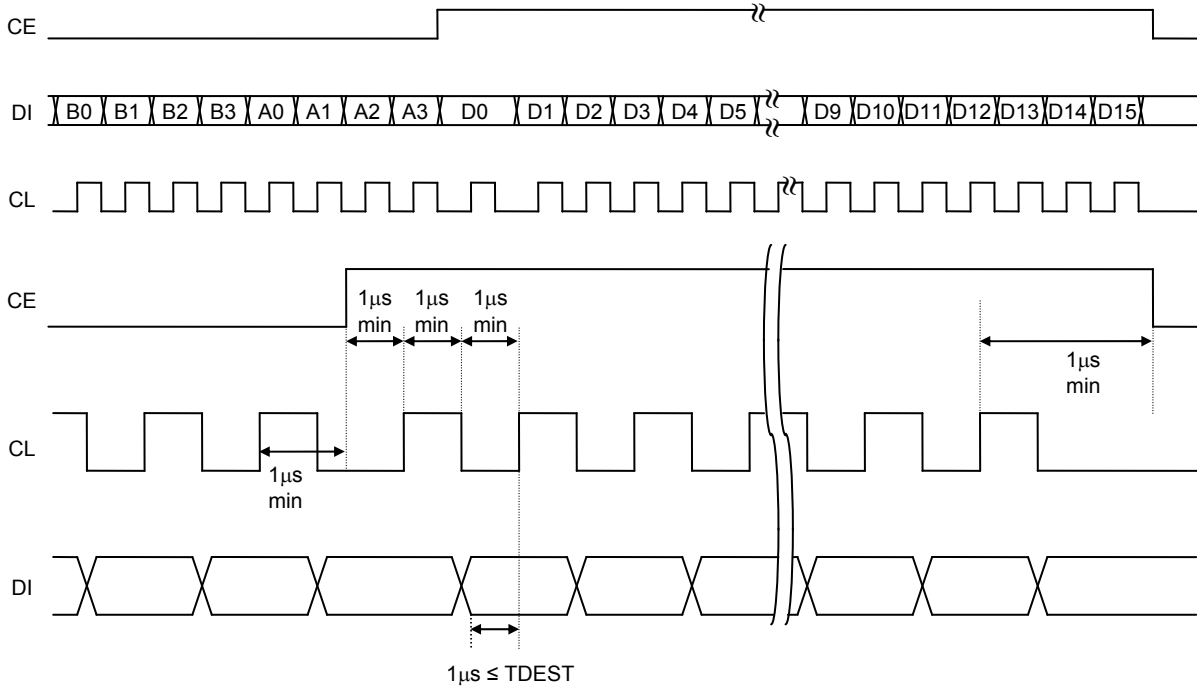 CE
DI B0 B1 B2 B3 A0 A1 A2 A3 D0 D1 D2 D3 D4 D5 D9 D10 D11 D12 D13 D14 D15
CL
CE
1μs min
1μs min
1μs min
1μs min
CL
1μs min
DI
1μs ≤ TDEST